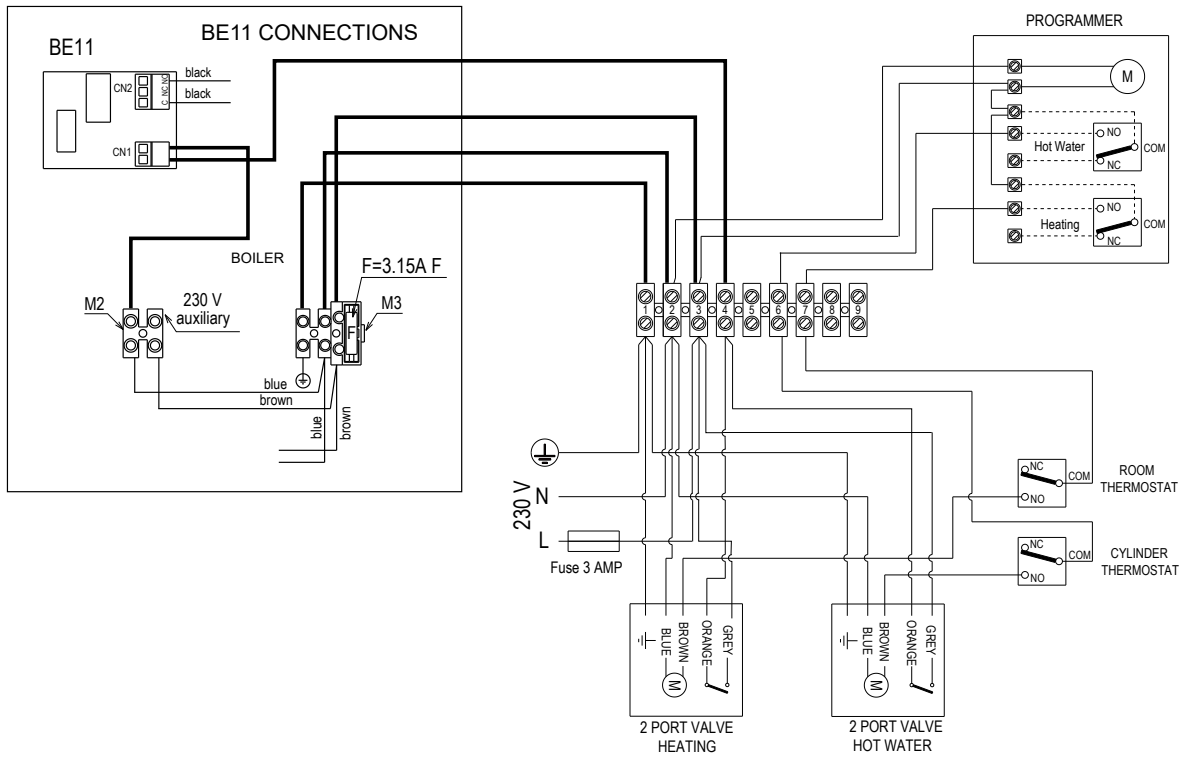 BE11 CONNECTIONS
BE11
CN2
C NC NO
black
black
CN1
BOILER
F=3.15A F
M2
230 V
auxiliary
M3
F
blue
brown
blue
brown
PROGRAMMER
M
NO
Hot Water
COM
NC
NO
Heating
COM
NC
1 2 3 4 5 6 7 8 9
230 V
N
L
Fuse 3 AMP
NC
COM
NO
ROOM
THERMOSTAT
NC
COM
NO
CYLINDER
THERMOSTAT
BLUE
BROWN
ORANGE
GREY
M
2 PORT VALVE
HEATING
BLUE
BROWN
ORANGE
GREY
M
2 PORT VALVE
HOT WATER